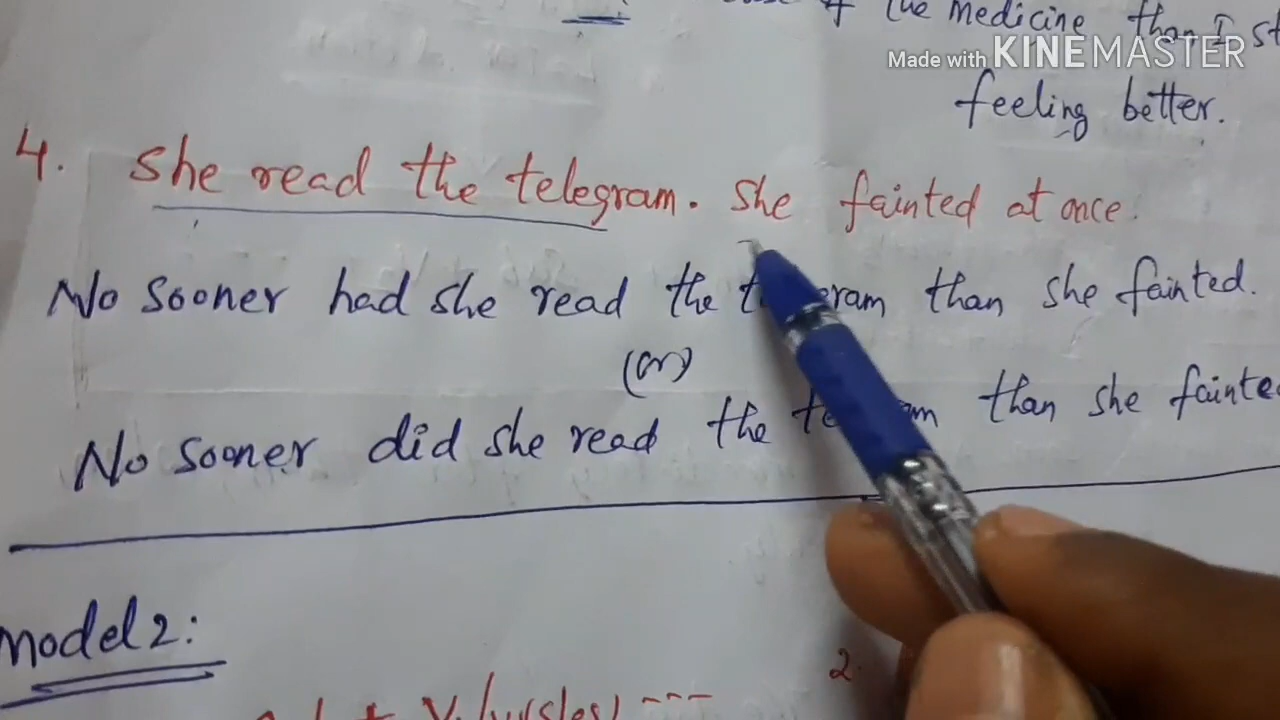 the medicine than I st
Made with KINEMASTER
feeling better.
4. She read the telegram. She fainted at once.
No sooner had she read the than she fainted.
(or)
No sooner did she read the than she fainte
Model 2:
2.